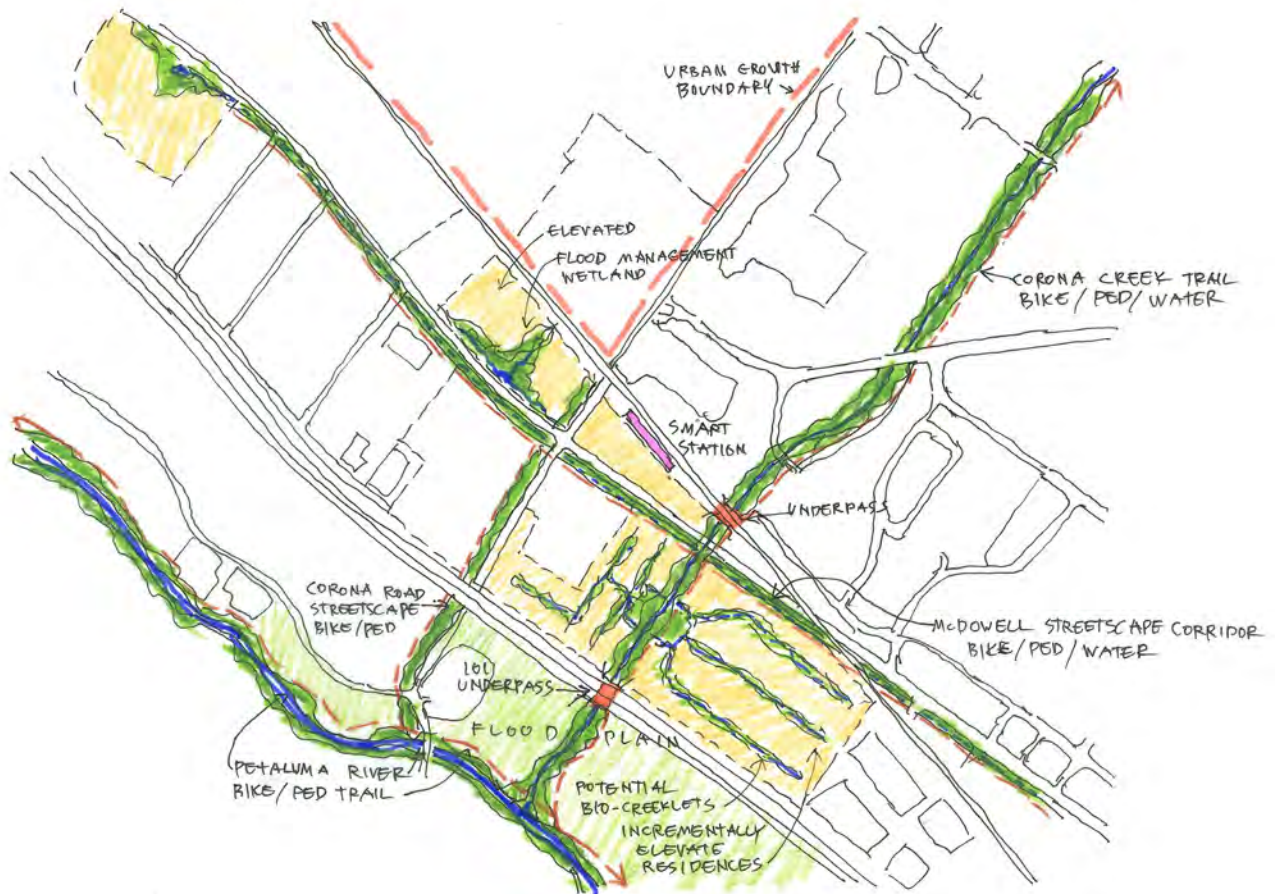 URBAN GROWTH
BOUNDARY
ELEVATED
FLOOD MANAGEMENT
WETLAND
CORONA CREEK TRAIL
BIKE/PED/WATER
SMART
STATION
UNDERPASS
CORONA ROAD
STREETSCAPE
BIKE/PED
McDOWELL STREETSCAPE CORRIDOR
BIKE/PED/WATER
101
UNDERPASS
FLOOD PLAIN
PETALUMA RIVER
BIKE/PED TRAIL
POTENTIAL
BIO-CREEKLETS
INCREMENTALLY
ELEVATE
RESIDENCES